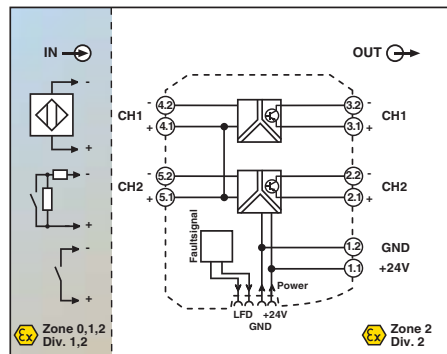 IN
OUT
-
+
-
+
-
+
CH1
- 4.2
+ 4.1
CH2
- 5.2
+ 5.1
3.2 -
3.1 +
CH1
2.2 -
2.1 +
CH2
1.2 GND
1.1 +24V
Faultsignal
Power
LFD +24V
GND
Ex Zone 0,1,2
Div. 1,2
Ex Zone 2
Div. 2